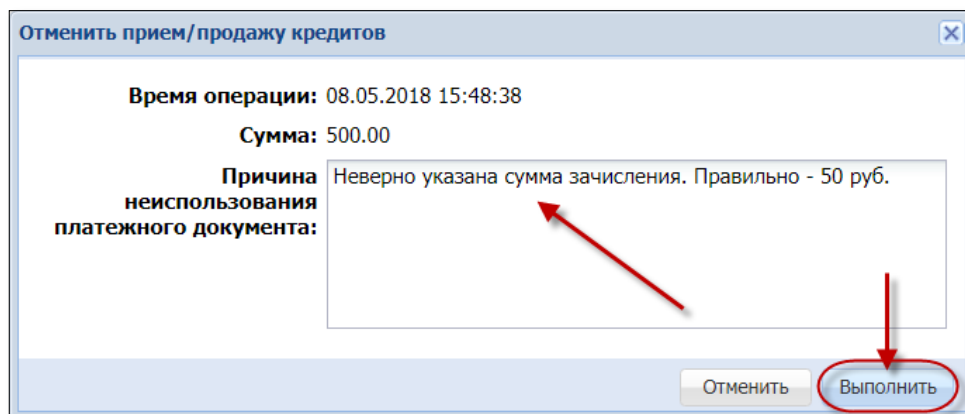 Отменить прием/продажу кредитов
Время операции: 08.05.2018 15:48:38
Сумма: 500.00
Причина неиспользования платежного документа:
Неверно указана сумма зачисления. Правильно - 50 руб.
Отменить
Выполнить